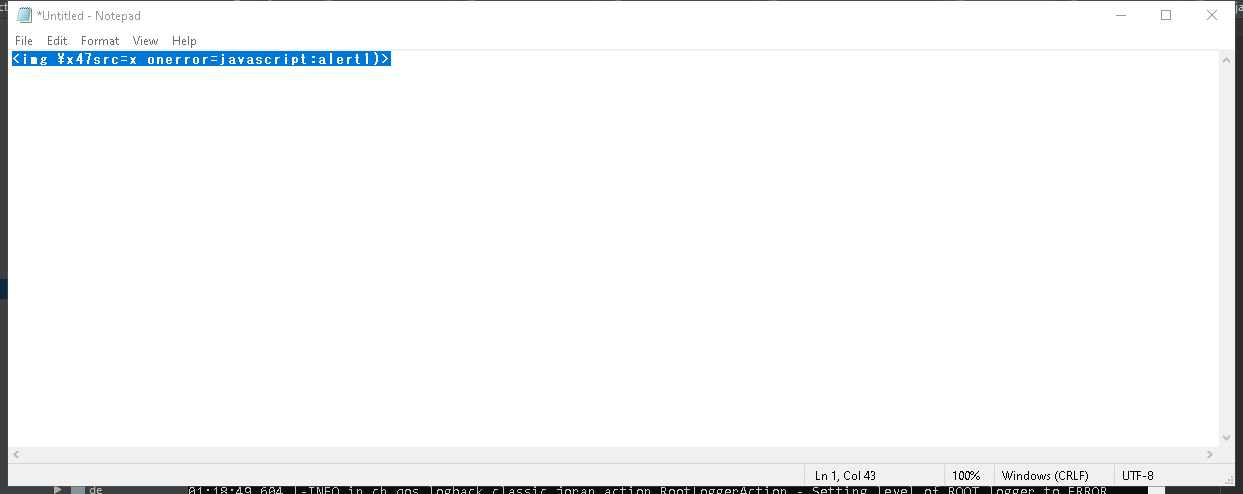 *Untitled - Notepad
File Edit Format View Help
<img ¥x47src=x onerror=javascript:alert1)>
Ln 1, Col 43 100% Windows (CRLF) UTF-8
de 01:18:49,604 |-INFO in ch.qos.logback.classic.joran.action.RootLoggerAction - Setting level of ROOT logger to ERROR